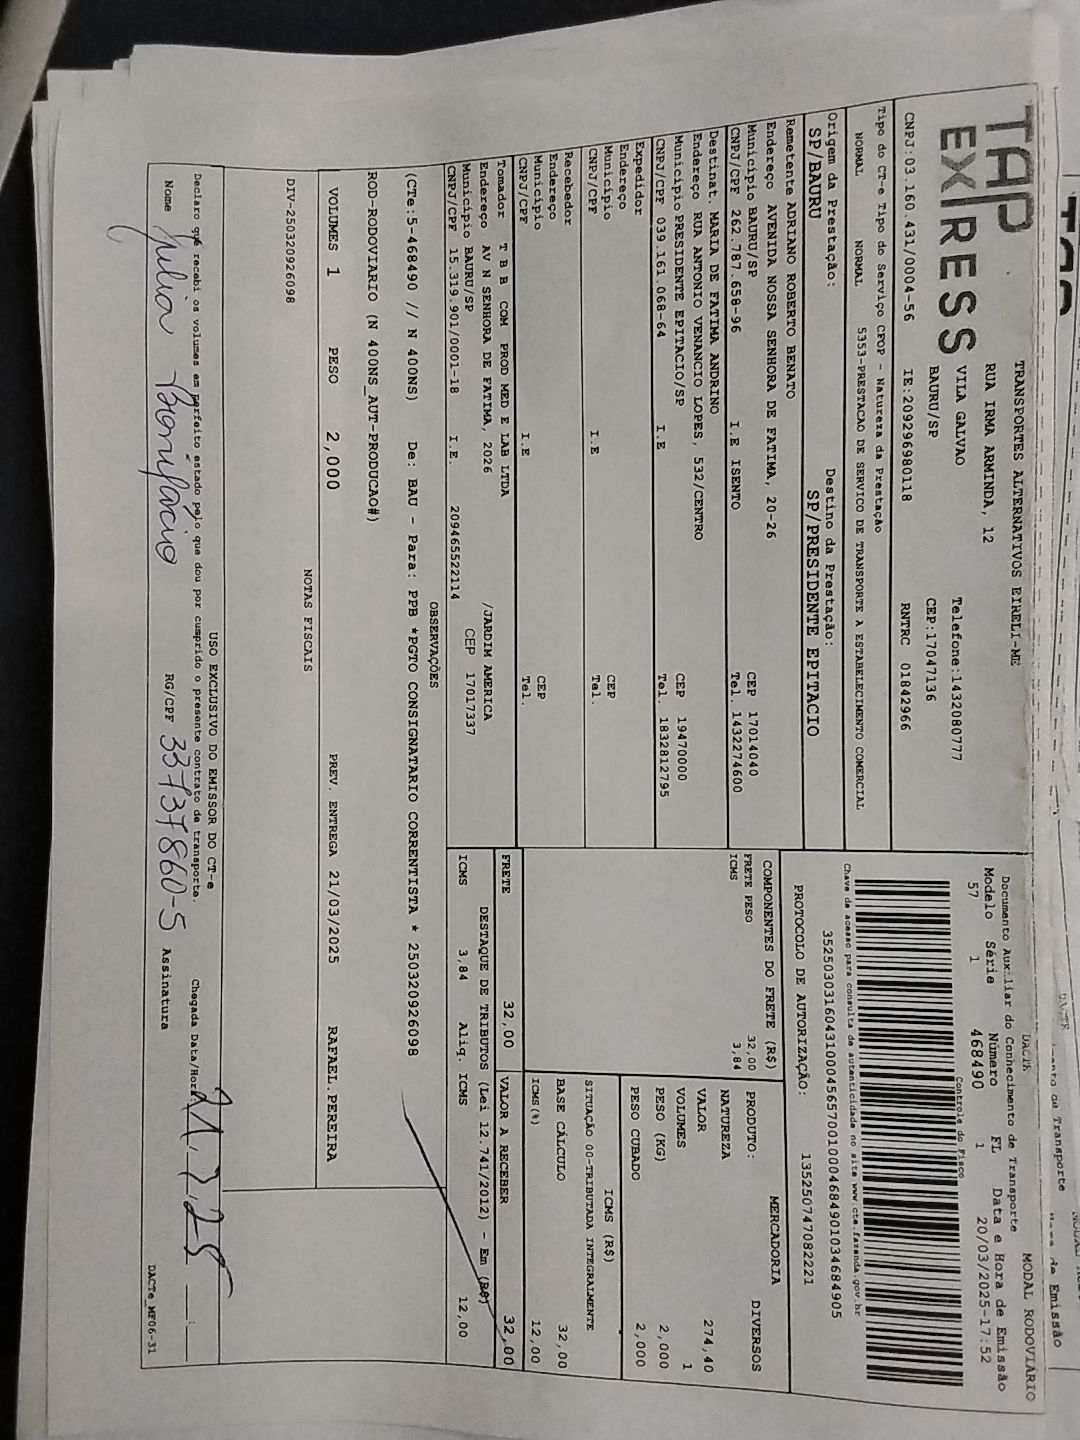 TAP
EXPRESS
TRANSPORTES ALTERNATIVOS EIRELI-ME
RUA IRMA ARMINDA, 12
VILA GALVAO
Telefone:1432080777
BAURU/SP
CEP:17047136
CNPJ:03.160.431/0004-56 IE:209296980118 RNTRC 01842966
DACTE
MODAL RODOVIÁRIO
Documento Auxiliar do Conhecimento de Transporte
Modelo Série Número FL Data e Hora de Emissão
57 1 468490 1 20/03/2025-17:52
Controle do Fisco
Chave de acesso para consulta de autenticidade no site www.cte.fazenda.gov.br
PROTOCOLO DE AUTORIZAÇÃO: 135250747082221
Tipo do CT-e Tipo do Serviço CFOP - Natureza da Prestação
NORMAL NORMAL 5353-PRESTACAO DE SERVICO DE TRANSPORTE A ESTABELECIMENTO COMERCIAL
Origem da Prestação: Destino da Prestação:
SP/BAURU SP/PRESIDENTE EPITACIO
Remetente ADRIANO ROBERTO BENATO
Endereço AVENIDA NOSSA SENHORA DE FATIMA, 20-26
Município BAURU/SP CEP 17014040
CNPJ/CPF 262.787.658-96 I.E ISENTO Tel. 1432274600
Destinat. MARIA DE FATIMA ANDRINO
Endereço RUA ANTONIO VENANCIO LOPES, 532/CENTRO
Município PRESIDENTE EPITACIO/SP CEP 19470000
CNPJ/CPF 039.161.068-64 I.E Tel. 1832812795
Expedidor
Endereço
Município CEP
CNPJ/CPF I.E Tel.
Recebedor
Endereço
Município CEP
CNPJ/CPF I.E Tel.
Tomador T B B COM PROD MED E LAB LTDA
Endereço AV N SENHORA DE FATIMA, 2026 /JARDIM AMERICA
Município BAURU/SP CEP 17017337
CNPJ/CPF 15.319.901/0001-18 I.E. 209465522114
COMPONENTES DO FRETE (R$)
FRETE PESO 32,00
ICMS 3,84
MERCADORIA
PRODUTO: DIVERSOS
NATUREZA
VALOR 274,40
VOLUMES 1
PESO (KG) 2,000
PESO CUBADO 2,000
ICMS (R$)
SITUAÇÃO 00-TRIBUTADA INTEGRALMENTE
BASE CÁLCULO 32,00
ICMS(%) 12,00
FRETE 32,00 VALOR A RECEBER 32,00
DESTAQUE DE TRIBUTOS (Lei 12.741/2012) - Em (R$)
ICMS 3,84 Aliq. ICMS 12,00
OBSERVAÇÕES
(CTe:5-468490 // N 400NS) De: BAU - Para: PPB *PGTO CONSIGNATARIO CORRENTISTA * 250320926098
ROD-RODOVIARIO (N 400NS_AUT-PRODUCAO#)
VOLUMES 1 PESO 2,000 PREV. ENTREGA 21/03/2025 RAFAEL.PEREIRA
NOTAS FISCAIS
DIV-250320926098
USO EXCLUSIVO DO EMISSOR DO CT-e
Declaro que recebi os volumes em perfeito estado pelo que dou por cumprido o presente contrato de transporte. Chegada Data/Hora
Nome Julia Bonifacio RG/CPF 33737860-5 Assinatura
DACTe_MF06-31